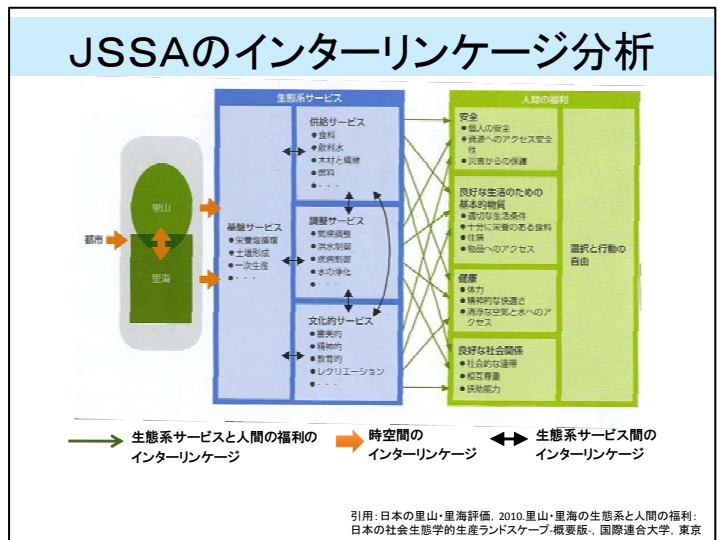 JSSAのインターリンケージ分析
生態系サービス
人間の福利
都市
里山
里海
基盤サービス
●栄養塩循環
●土壌形成
●一次生産
●・・・
供給サービス
●食料
●飲料水
●木材と繊維
●燃料
●・・・
調整サービス
●気候調整
●洪水制御
●疾病制御
●水の浄化
●・・・
文化的サービス
●審美的
●精神的
●教育的
●レクリエーション
●・・・
安全
●個人の安全
●資源へのアクセス安全
性
●災害からの保護
良好な生活のための
基本的物質
●適切な生活条件
●十分に栄養のある食料
●住居
●物品へのアクセス
健康
●体力
●精神的な快適さ
●清浄な空気と水へのア
クセス
良好な社会関係
●社会的な連帯
●相互尊重
●扶助能力
選択と行動の
自由
生態系サービスと人間の福利の
インターリンケージ
時空間の
インターリンケージ
生態系サービス間の
インターリンケージ
引用:日本の里山・里海評価, 2010.里山・里海の生態系と人間の福利:
日本の社会生態学的生産ランドスケープ-概要版-, 国際連合大学, 東京